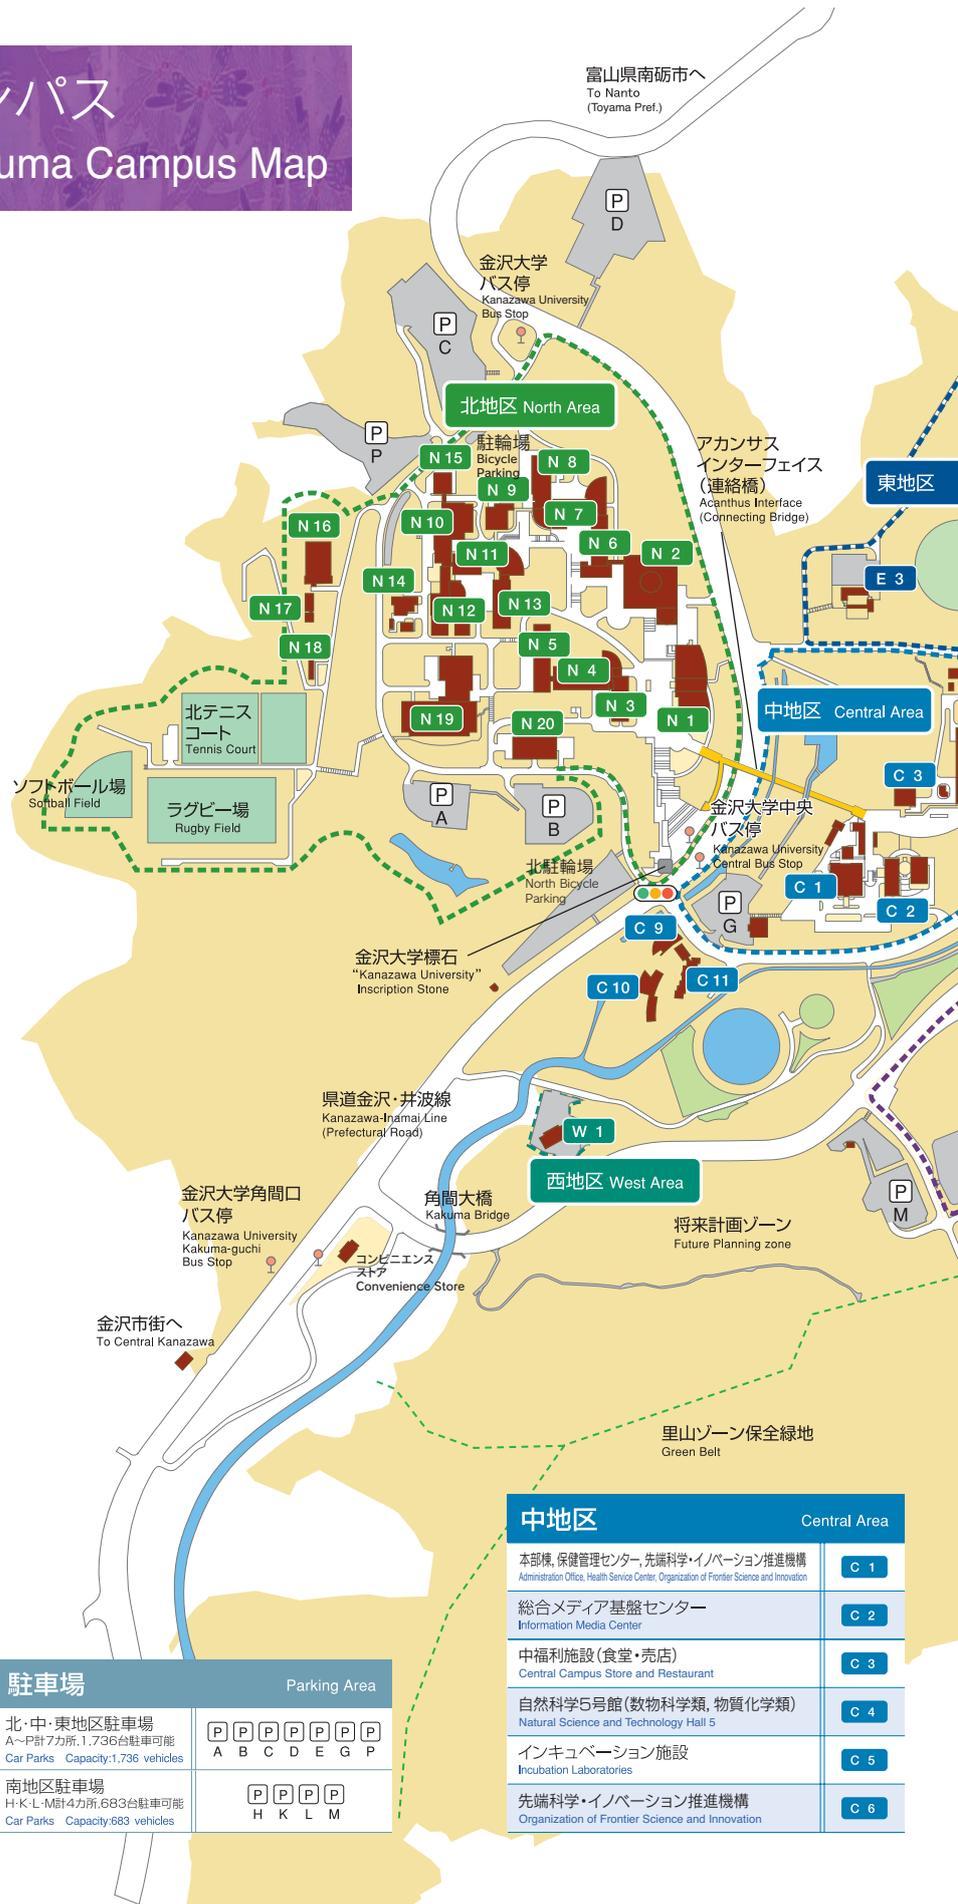 ンパス
uma Campus Map
富山県南砺市へ
To Nanto
(Toyama Pref.)
P
D
金沢大学
バス停
Kanazawa University
Bus Stop
P
C
北地区 North Area
P
P
駐輪場
Bicycle
Parking
N 15
N 8
N 9
N 7
N 16
N 10
N 6
N 2
N 11
N 14
N 17
N 12
N 13
N 18
N 5
N 4
N 3
N 1
N 19
N 20
アカンサス
インターフェイス
（連絡橋）
Acanthus Interface
(Connecting Bridge)
東地区
E 3
中地区 Central Area
C 3
北テニス
コート
Tennis Court
ソフトボール場
Softball Field
ラグビー場
Rugby Field
P
A
P
B
金沢大学中央
バス停
Kanazawa University
Central Bus Stop
北駐輪場
North Bicycle
Parking
C 1
C 2
P
G
C 9
金沢大学標石
“Kanazawa University”
Inscription Stone
C 10
C 11
県道金沢・井波線
Kanazawa-Inamai Line
(Prefectural Road)
W 1
西地区 West Area
金沢大学角間口
バス停
Kanazawa University
Kakuma-guchi
Bus Stop
角間大橋
Kakuma Bridge
P
M
将来計画ゾーン
Future Planning zone
コンビニエンス
ストア
Convenience Store
金沢市街へ
To Central Kanazawa
里山ゾーン保全緑地
Green Belt
中地区 Central Area
本部棟, 保健管理センター, 先端科学・イノベーション推進機構 C 1
Administration Office, Health Service Center, Organization of Frontier Science and Innovation
総合メディア基盤センター C 2
Information Media Center
中福利施設（食堂・売店） C 3
Central Campus Store and Restaurant
自然科学5号館（数物科学類, 物質化学類） C 4
Natural Science and Technology Hall 5
インキュベーション施設 C 5
Incubation Laboratories
先端科学・イノベーション推進機構 C 6
Organization of Frontier Science and Innovation
駐車場 Parking Area
北・中・東地区駐車場
A〜P計7カ所,1,736台駐車可能
Car Parks Capacity:1,736 vehicles
P P P P P P P
A B C D E G P
南地区駐車場
H・K・L・M計4カ所,683台駐車可能
Car Parks Capacity:683 vehicles
P P P P
H K L M